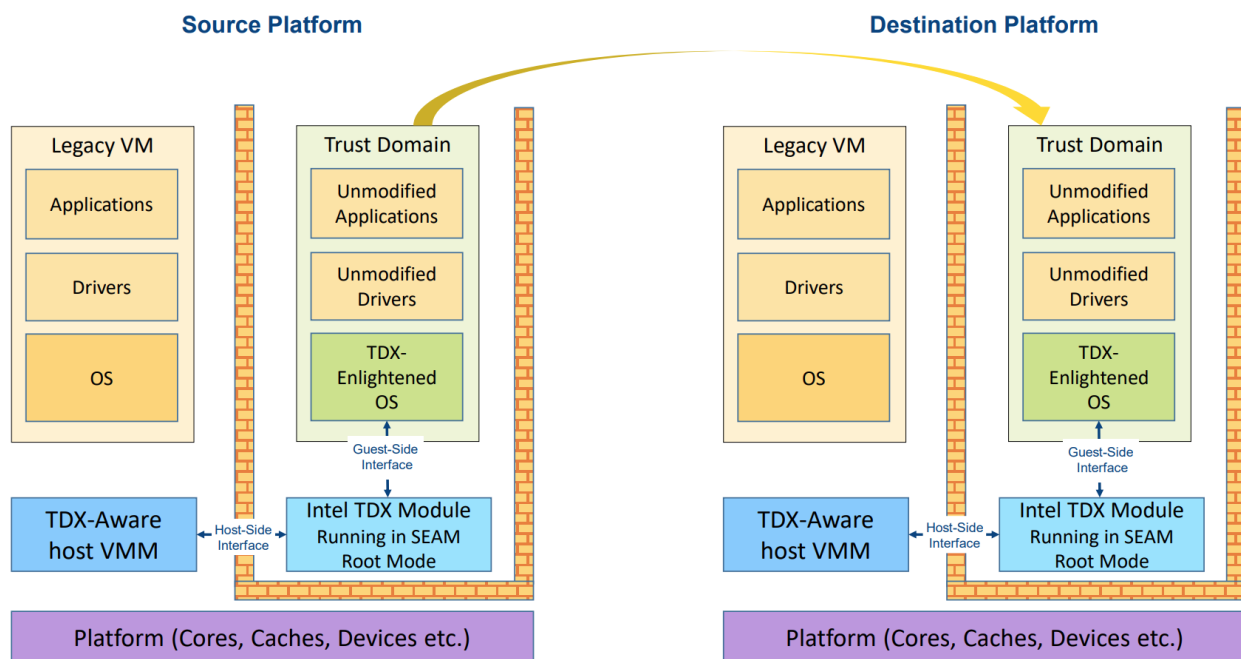 Source Platform
Legacy VM
Applications
Drivers
OS
Trust Domain
Unmodified
Applications
Unmodified
Drivers
TDX-
Enlightened
OS
Guest-Side
Interface
TDX-Aware
host VMM
Host-Side
Interface
Intel TDX Module
Running in SEAM
Root Mode
Platform (Cores, Caches, Devices etc.)
Destination Platform
Legacy VM
Applications
Drivers
OS
Trust Domain
Unmodified
Applications
Unmodified
Drivers
TDX-
Enlightened
OS
Guest-Side
Interface
TDX-Aware
host VMM
Host-Side
Interface
Intel TDX Module
Running in SEAM
Root Mode
Platform (Cores, Caches, Devices etc.)